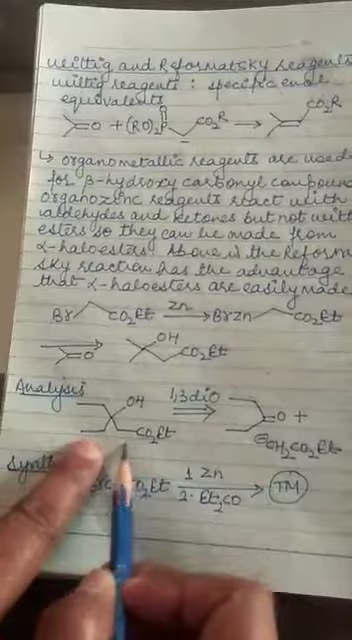 Wittig and Reformatsky reagents
wittig reagents : specific enol
equivalents
=O + (RO)2P CO2R → CO2R
↳ organometallic reagents are used
for β-hydroxy carbonyl compound
organozinc reagents react with
aldehydes and ketones but not with
esters so they can be made from
α-haloesters. Above is the Reform
sky reaction has the advantage
that α-haloesters are easily made
Br CO2Et Zn → BrZn CO2Et
→ =O OH CO2Et
Analysis
OH CO2Et 1,3 dio ⇒ =O +
⊖CH2CO2Et
CO2Et 1 Zn 2. Et2CO → TM